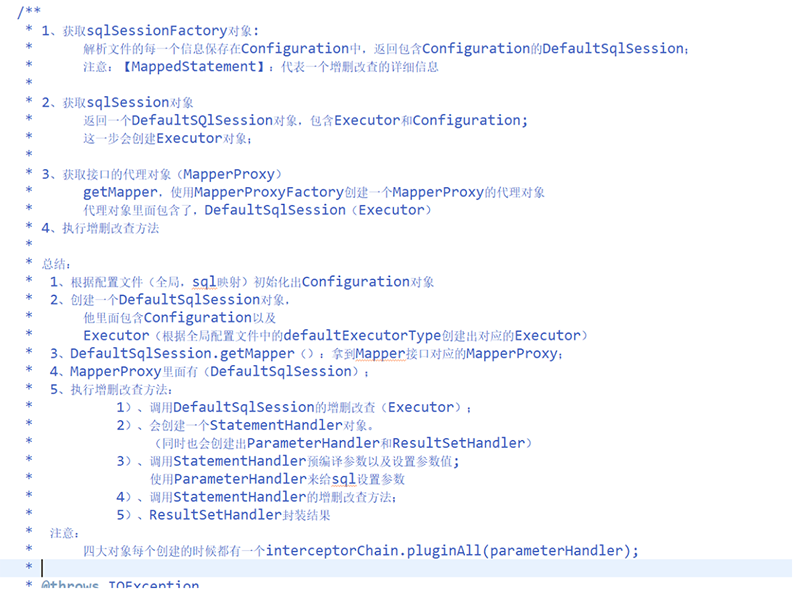 /**
* 1、获取sqlSessionFactory对象:
* 解析文件的每一个信息保存在Configuration中，返回包含Configuration的DefaultSqlSession；
* 注意：【MappedStatement】：代表一个增删改查的详细信息
*
* 2、获取sqlSession对象
* 返回一个DefaultSQlSession对象，包含Executor和Configuration;
* 这一步会创建Executor对象；
*
* 3、获取接口的代理对象（MapperProxy）
* getMapper，使用MapperProxyFactory创建一个MapperProxy的代理对象
* 代理对象里面包含了，DefaultSqlSession（Executor）
* 4、执行增删改查方法
*
* 总结：
* 1、根据配置文件（全局，sql映射）初始化出Configuration对象
* 2、创建一个DefaultSqlSession对象，
* 他里面包含Configuration以及
* Executor（根据全局配置文件中的defaultExecutorType创建出对应的Executor）
* 3、DefaultSqlSession.getMapper（）：拿到Mapper接口对应的MapperProxy；
* 4、MapperProxy里面有（DefaultSqlSession）；
* 5、执行增删改查方法：
* 1）、调用DefaultSqlSession的增删改查（Executor）；
* 2）、会创建一个StatementHandler对象。
* （同时也会创建出ParameterHandler和ResultSetHandler）
* 3）、调用StatementHandler预编译参数以及设置参数值;
* 使用ParameterHandler来给sql设置参数
* 4）、调用StatementHandler的增删改查方法；
* 5）、ResultSetHandler封装结果
* 注意：
* 四大对象每个创建的时候都有一个interceptorChain.pluginAll(parameterHandler);
*
* @throws IOException